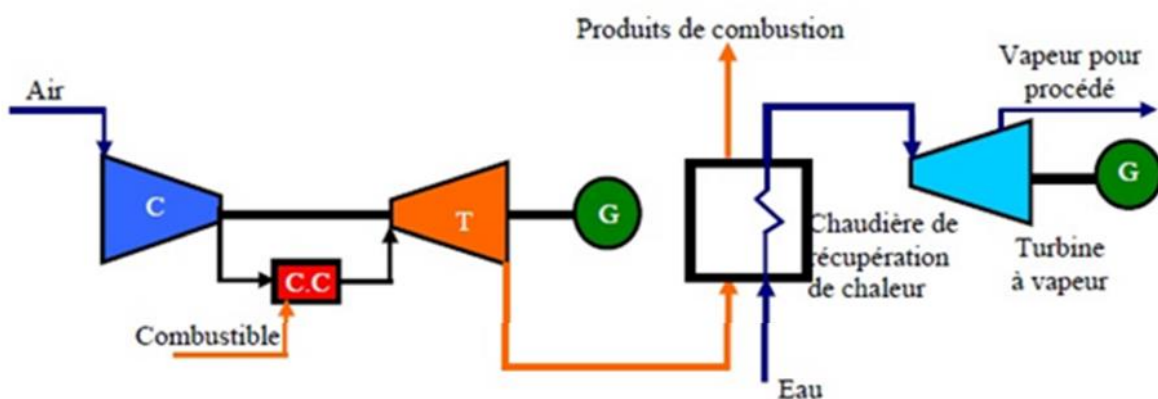 Produits de combustion
Vapeur pour
procédé
Air
C
T
G
G
Chaudière de
récupération
de chaleur
Turbine
à vapeur
C.C
Combustible
Eau